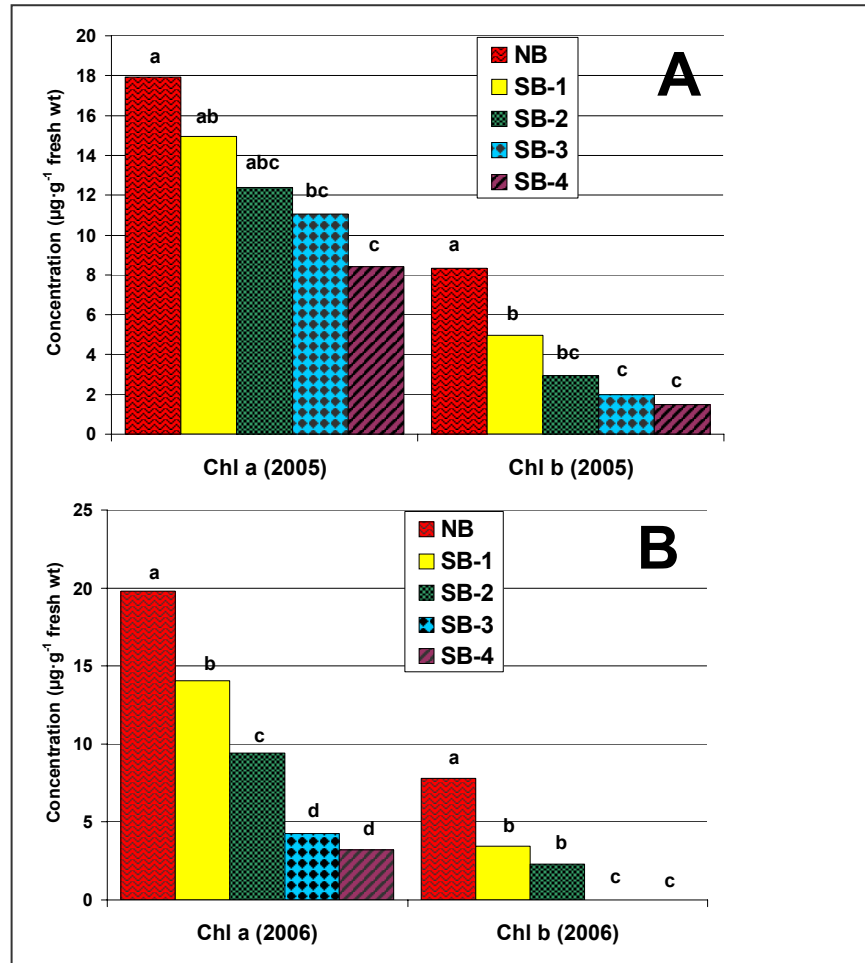 A
Concentration (µg·g⁻¹ fresh wt)
20
18
16
14
12
10
8
6
4
2
0
NB
SB-1
SB-2
SB-3
SB-4
a
ab
abc
bc
c
a
b
bc
c
c
Chl a (2005)
Chl b (2005)
B
Concentration (µg·g⁻¹ fresh wt)
25
20
15
10
5
0
NB
SB-1
SB-2
SB-3
SB-4
a
b
c
d
d
a
b
b
c
c
Chl a (2006)
Chl b (2006)